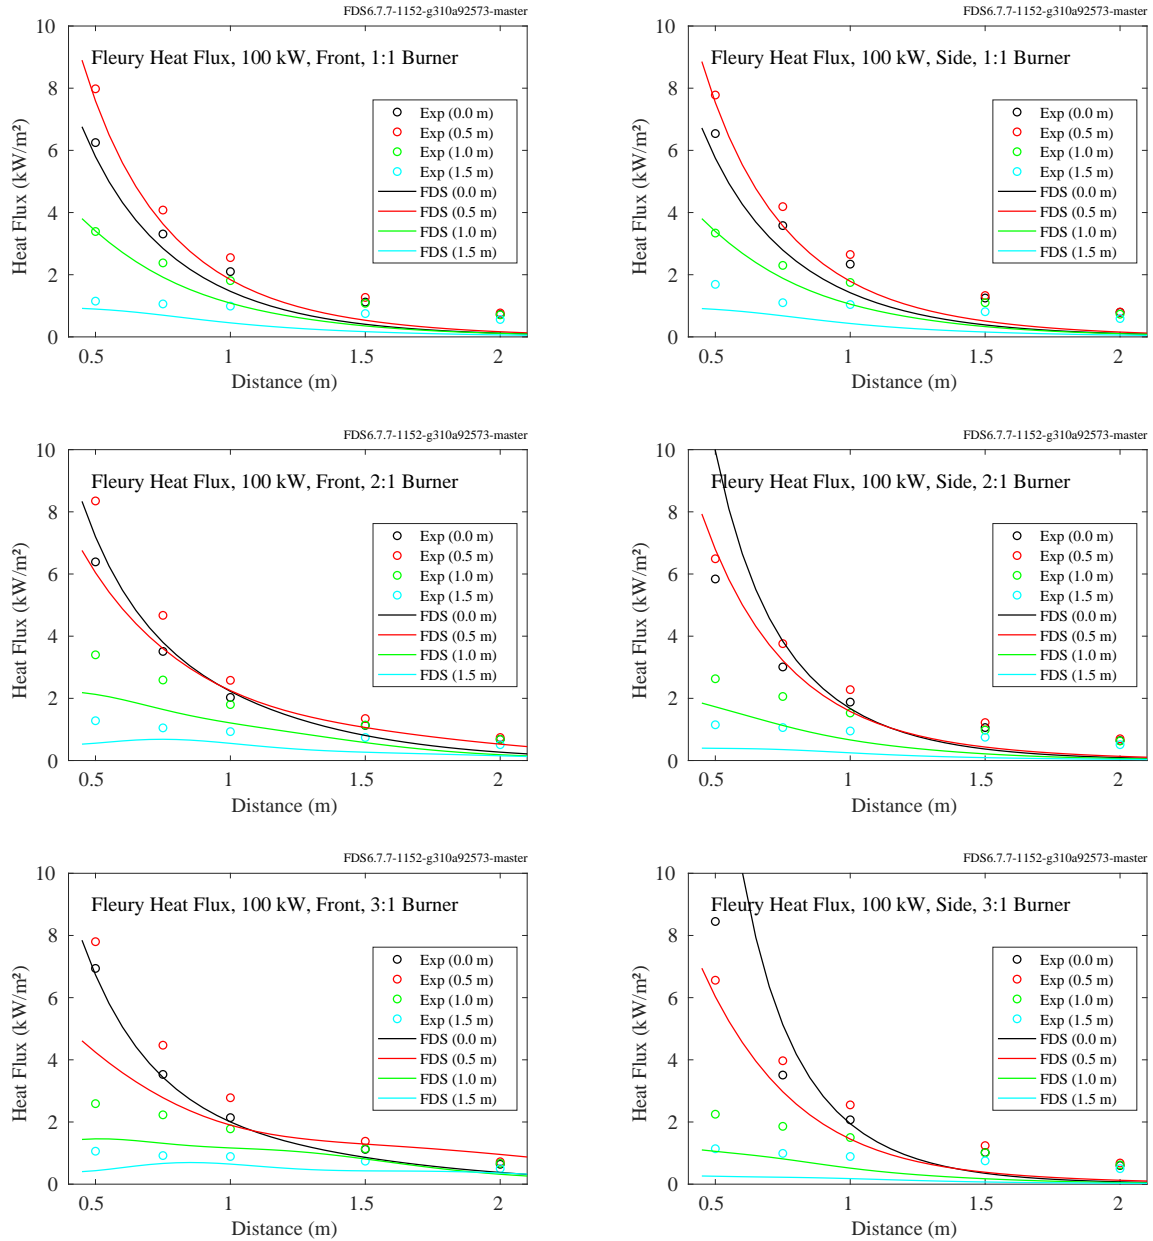 FDS6.7.7-1152-g310a92573-master
Fleury Heat Flux, 100 kW, Front, 1:1 Burner
Heat Flux (kW/m²)
10
8
6
4
2
0
Exp (0.0 m)
Exp (0.5 m)
Exp (1.0 m)
Exp (1.5 m)
FDS (0.0 m)
FDS (0.5 m)
FDS (1.0 m)
FDS (1.5 m)
0.5 1 1.5 2
Distance (m)
FDS6.7.7-1152-g310a92573-master
Fleury Heat Flux, 100 kW, Side, 1:1 Burner
Heat Flux (kW/m²)
10
8
6
4
2
0
Exp (0.0 m)
Exp (0.5 m)
Exp (1.0 m)
Exp (1.5 m)
FDS (0.0 m)
FDS (0.5 m)
FDS (1.0 m)
FDS (1.5 m)
0.5 1 1.5 2
Distance (m)
FDS6.7.7-1152-g310a92573-master
Fleury Heat Flux, 100 kW, Front, 2:1 Burner
Heat Flux (kW/m²)
10
8
6
4
2
0
Exp (0.0 m)
Exp (0.5 m)
Exp (1.0 m)
Exp (1.5 m)
FDS (0.0 m)
FDS (0.5 m)
FDS (1.0 m)
FDS (1.5 m)
0.5 1 1.5 2
Distance (m)
FDS6.7.7-1152-g310a92573-master
Fleury Heat Flux, 100 kW, Side, 2:1 Burner
Heat Flux (kW/m²)
10
8
6
4
2
0
Exp (0.0 m)
Exp (0.5 m)
Exp (1.0 m)
Exp (1.5 m)
FDS (0.0 m)
FDS (0.5 m)
FDS (1.0 m)
FDS (1.5 m)
0.5 1 1.5 2
Distance (m)
FDS6.7.7-1152-g310a92573-master
Fleury Heat Flux, 100 kW, Front, 3:1 Burner
Heat Flux (kW/m²)
10
8
6
4
2
0
Exp (0.0 m)
Exp (0.5 m)
Exp (1.0 m)
Exp (1.5 m)
FDS (0.0 m)
FDS (0.5 m)
FDS (1.0 m)
FDS (1.5 m)
0.5 1 1.5 2
Distance (m)
FDS6.7.7-1152-g310a92573-master
Fleury Heat Flux, 100 kW, Side, 3:1 Burner
Heat Flux (kW/m²)
10
8
6
4
2
0
Exp (0.0 m)
Exp (0.5 m)
Exp (1.0 m)
Exp (1.5 m)
FDS (0.0 m)
FDS (0.5 m)
FDS (1.0 m)
FDS (1.5 m)
0.5 1 1.5 2
Distance (m)